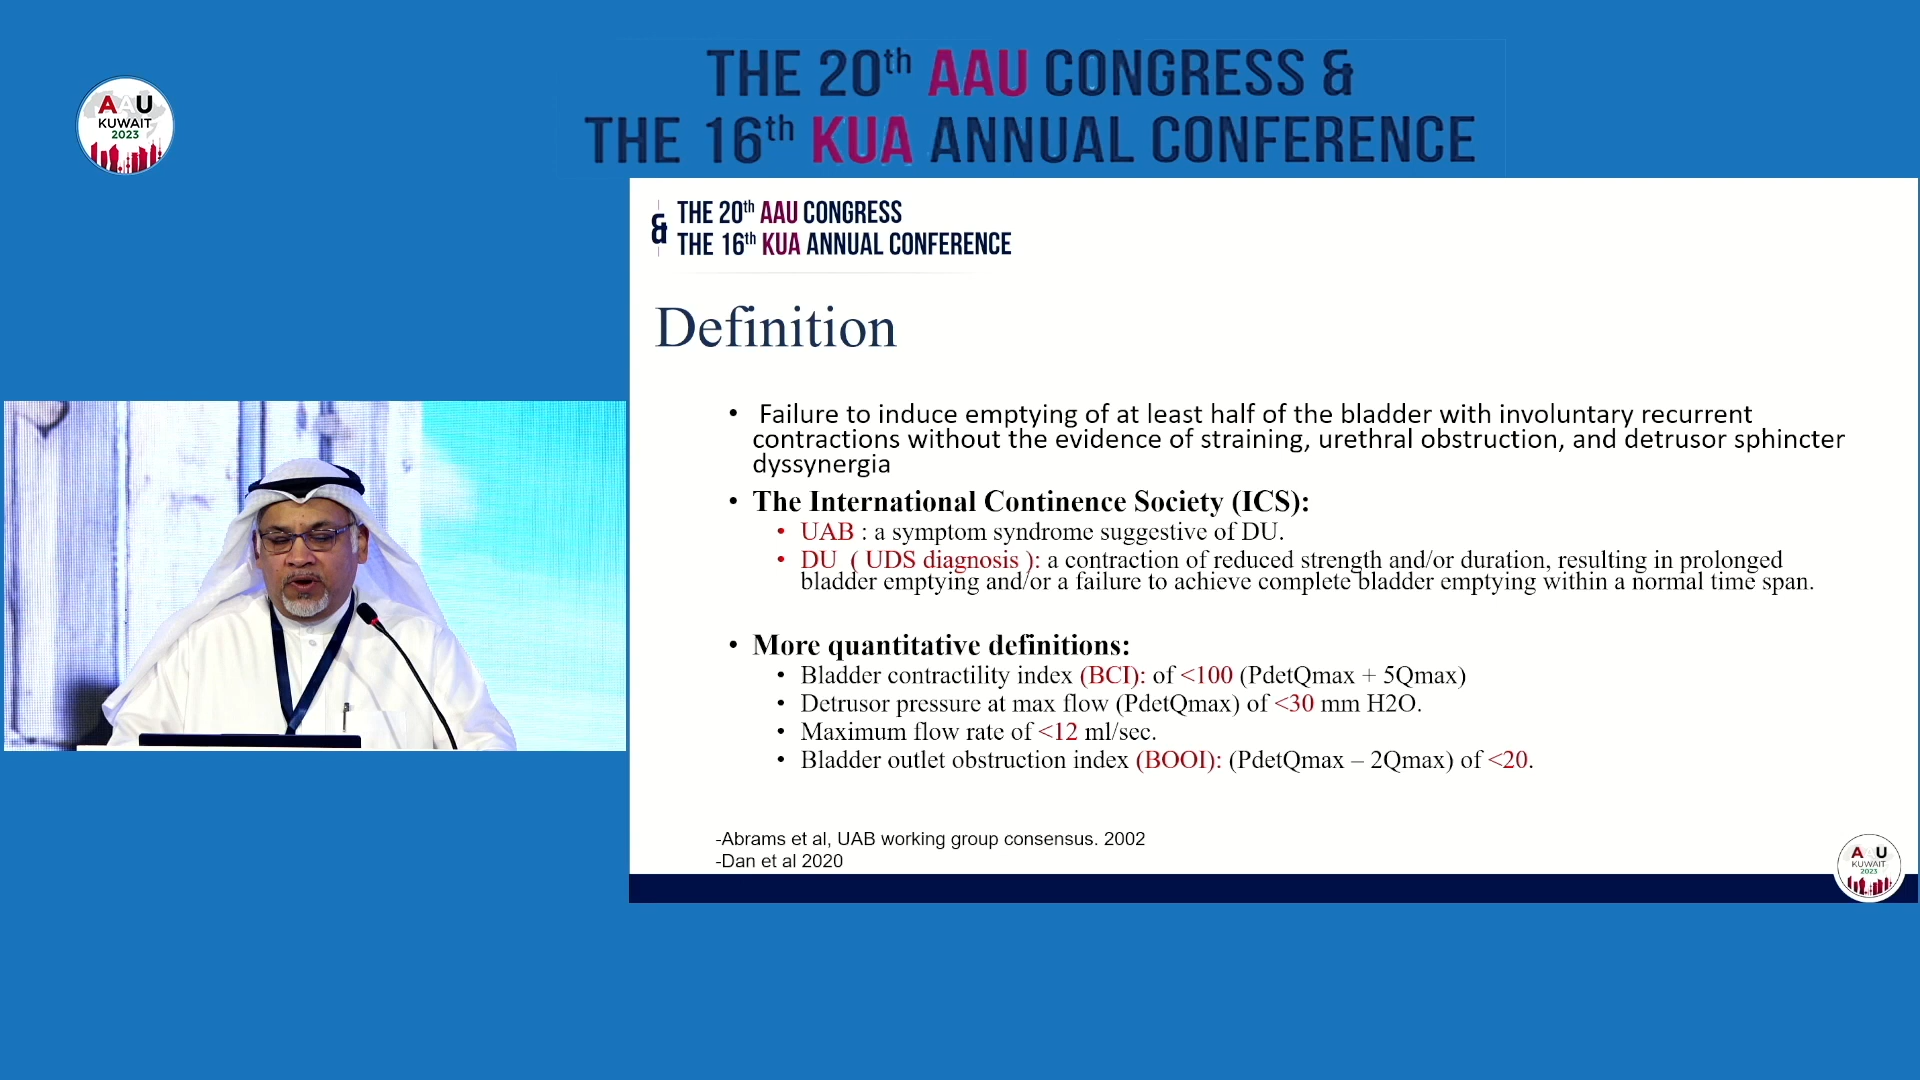 THE 20th AAU CONGRESS &
THE 16th KUA ANNUAL CONFERENCE
AAU
KUWAIT
2023
& THE 20th AAU CONGRESS
THE 16th KUA ANNUAL CONFERENCE
Definition
• Failure to induce emptying of at least half of the bladder with involuntary recurrent
contractions without the evidence of straining, urethral obstruction, and detrusor sphincter
dyssynergia
• The International Continence Society (ICS):
• UAB : a symptom syndrome suggestive of DU.
• DU ( UDS diagnosis ): a contraction of reduced strength and/or duration, resulting in prolonged
bladder emptying and/or a failure to achieve complete bladder emptying within a normal time span.
• More quantitative definitions:
• Bladder contractility index (BCI): of <100 (PdetQmax + 5Qmax)
• Detrusor pressure at max flow (PdetQmax) of <30 mm H2O.
• Maximum flow rate of <12 ml/sec.
• Bladder outlet obstruction index (BOOI): (PdetQmax – 2Qmax) of <20.
-Abrams et al, UAB working group consensus. 2002
-Dan et al 2020
AAU
KUWAIT
2023